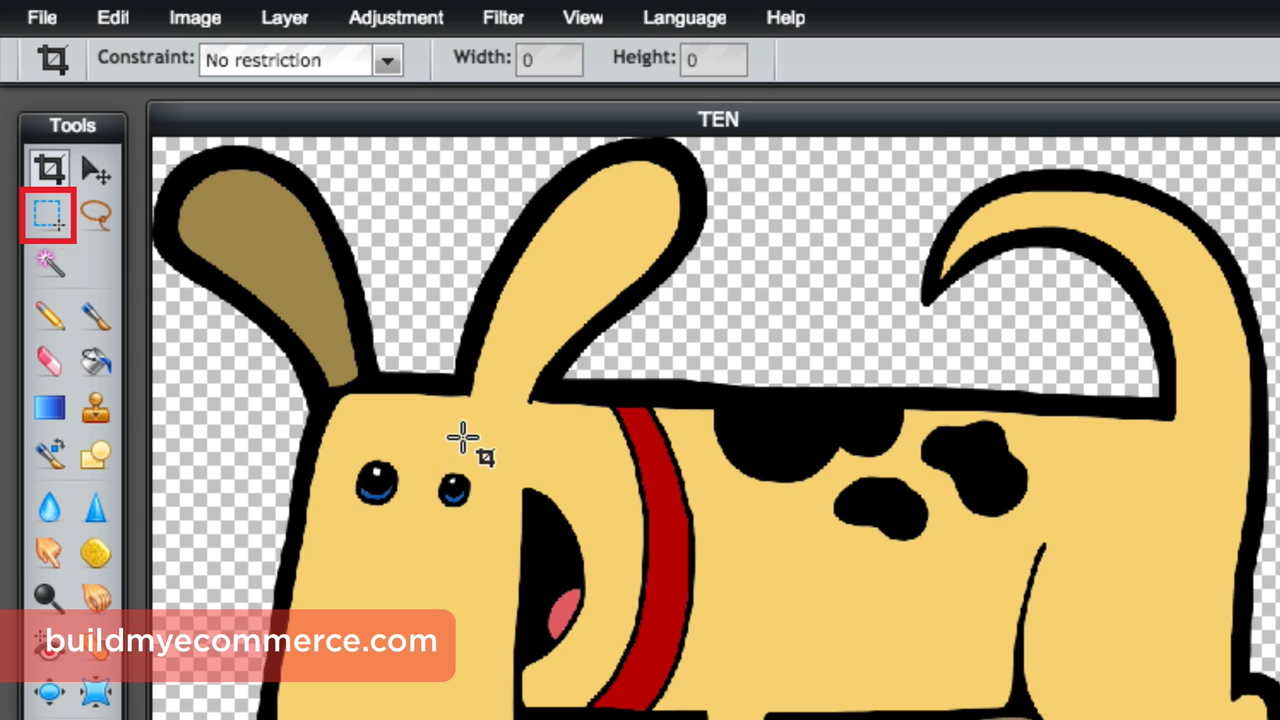 File Edit Image Layer Adjustment Filter View Language Help
Constraint: No restriction Width: 0 Height: 0
Tools
TEN
buildmyecommerce.com